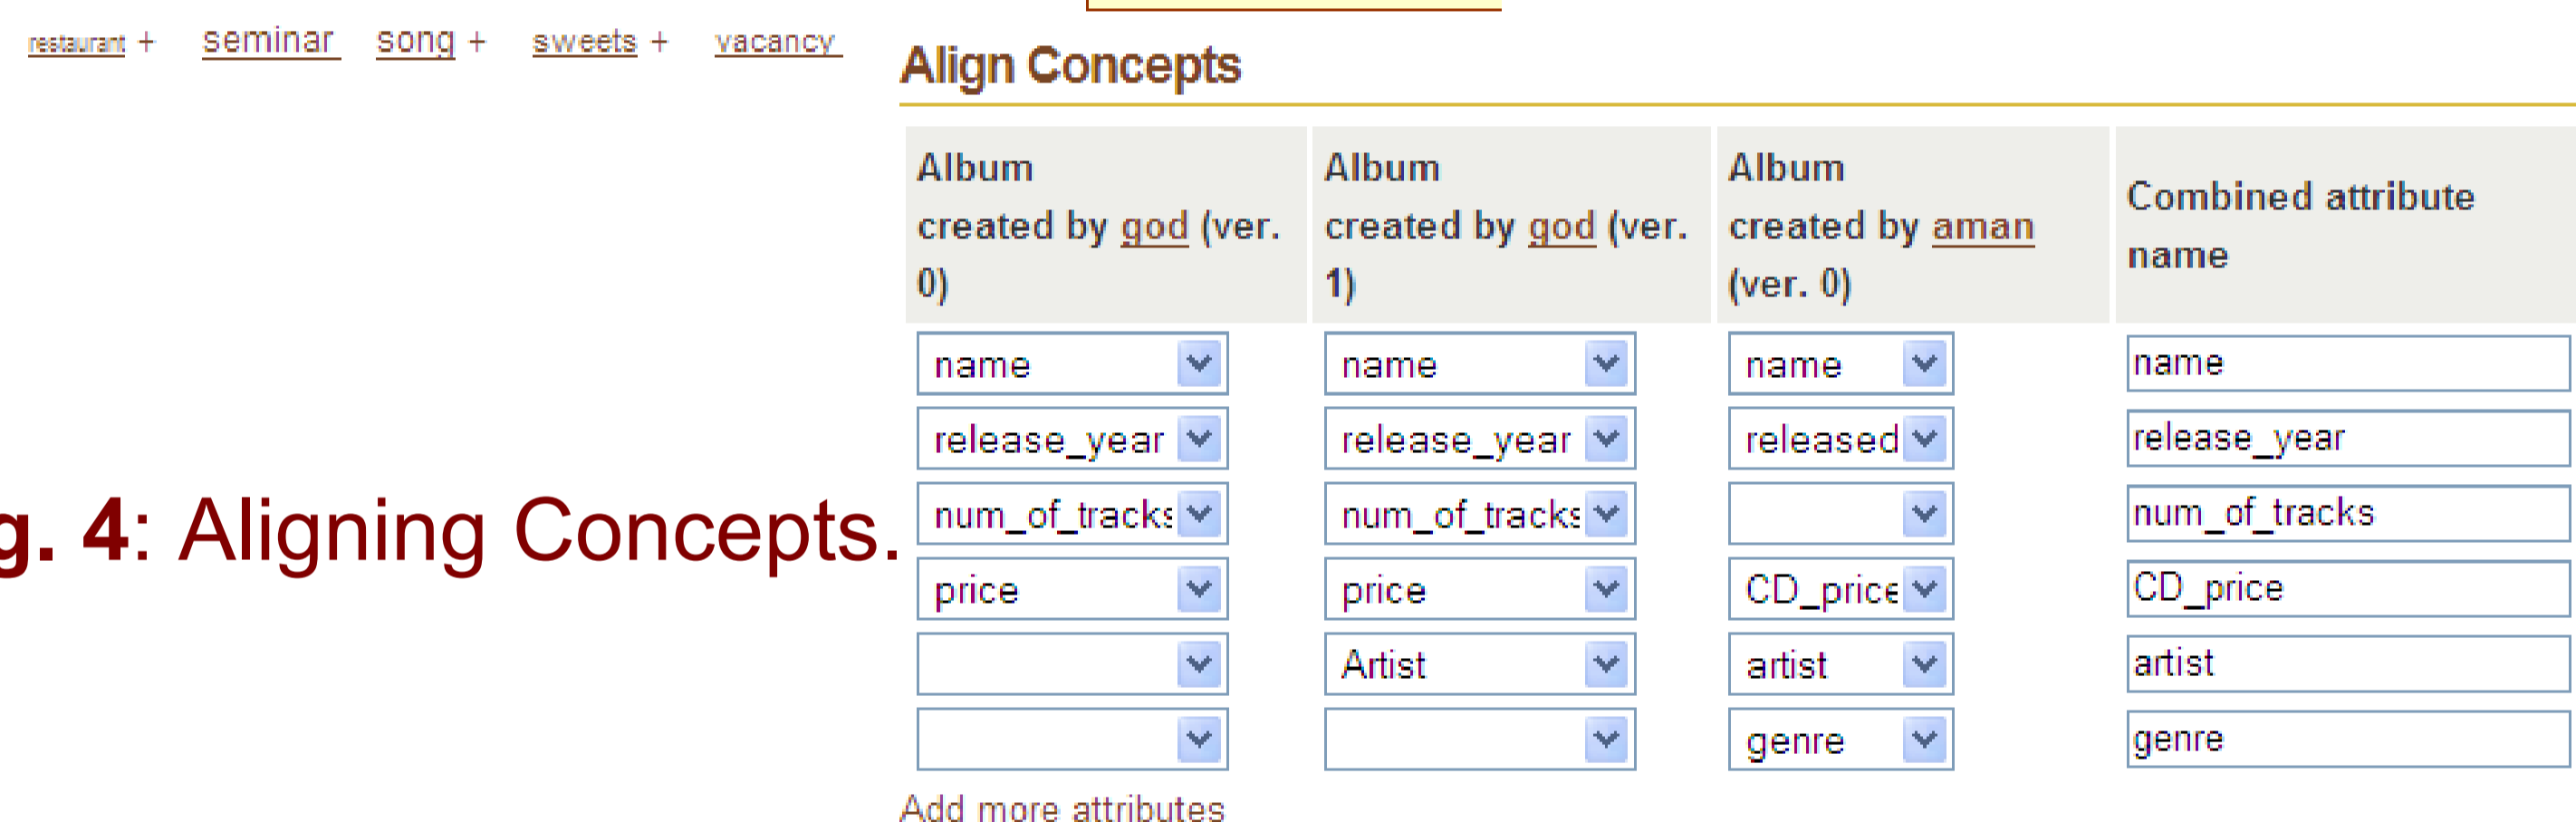 restaurant + seminar song + sweets + vacancy
Align Concepts
Album created by god (ver. 0)
Album created by god (ver. 1)
Album created by aman (ver. 0)
Combined attribute name
name name name name
release_year release_year released release_year
num_of_tracks num_of_tracks num_of_tracks
price price CD_price CD_price
Artist artist artist
genre genre
g. 4: Aligning Concepts.
Add more attributes